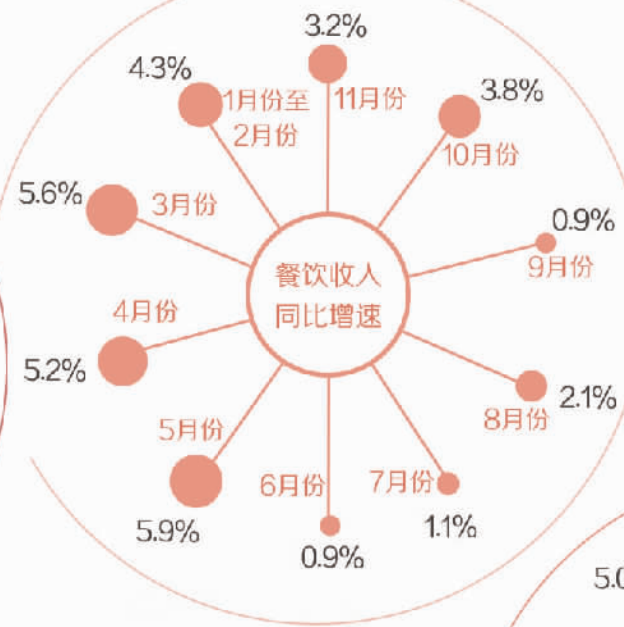 餐饮收入
同比增速
4.3%
1月份至
2月份
5.6%
3月份
4月份
5.2%
5月份
5.9%
6月份
0.9%
7月份
1.1%
8月份
2.1%
0.9%
9月份
3.8%
10月份
3.2%
11月份